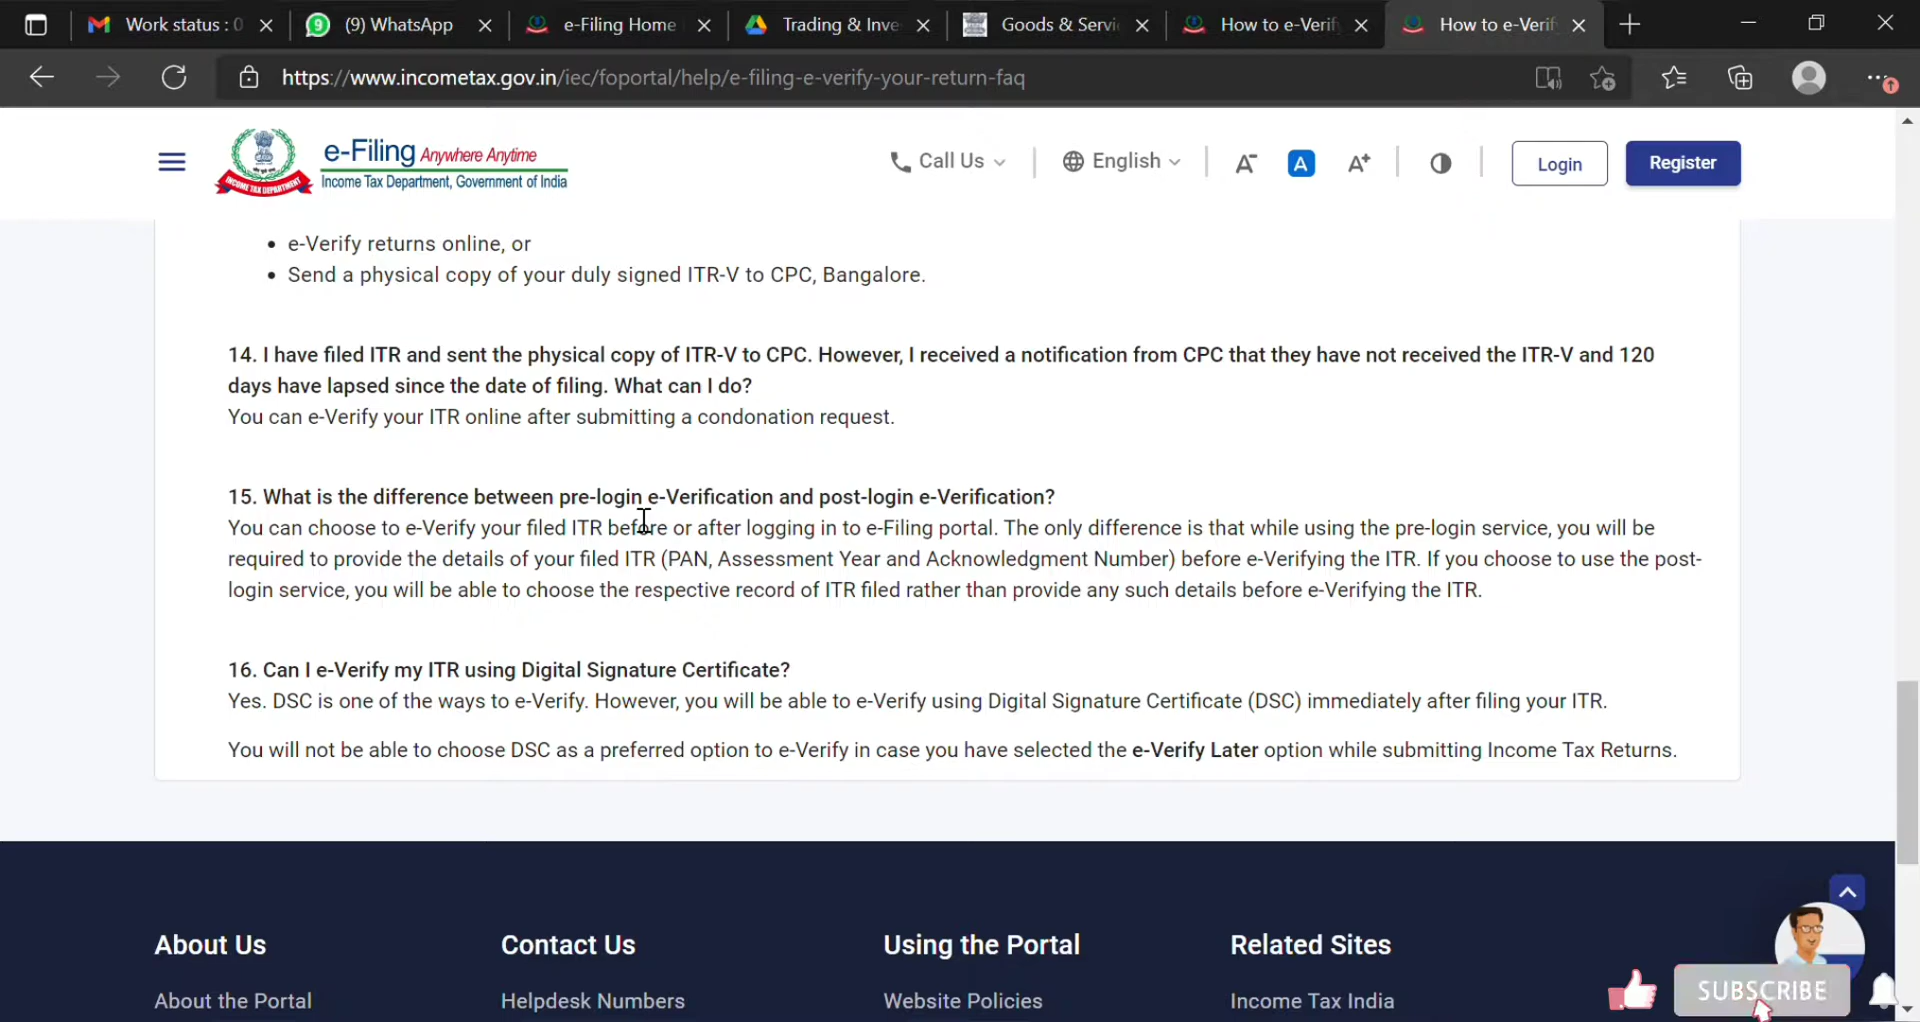 Work status : 0
(9) WhatsApp
e-Filing Home
Trading & Inve
Goods & Servi
How to e-Verif
How to e-Verif
https://www.incometax.gov.in/iec/foportal/help/e-filing-e-verify-your-return-faq
e-Filing Anywhere Anytime
Income Tax Department, Government of India
INCOME TAX DEPARTMENT
Call Us
English
A-
A
A+
Login
Register
• e-Verify returns online, or
• Send a physical copy of your duly signed ITR-V to CPC, Bangalore.
14. I have filed ITR and sent the physical copy of ITR-V to CPC. However, I received a notification from CPC that they have not received the ITR-V and 120
days have lapsed since the date of filing. What can I do?
You can e-Verify your ITR online after submitting a condonation request.
15. What is the difference between pre-login e-Verification and post-login e-Verification?
You can choose to e-Verify your filed ITR before or after logging in to e-Filing portal. The only difference is that while using the pre-login service, you will be
required to provide the details of your filed ITR (PAN, Assessment Year and Acknowledgment Number) before e-Verifying the ITR. If you choose to use the post-
login service, you will be able to choose the respective record of ITR filed rather than provide any such details before e-Verifying the ITR.
16. Can I e-Verify my ITR using Digital Signature Certificate?
Yes. DSC is one of the ways to e-Verify. However, you will be able to e-Verify using Digital Signature Certificate (DSC) immediately after filing your ITR.
You will not be able to choose DSC as a preferred option to e-Verify in case you have selected the e-Verify Later option while submitting Income Tax Returns.
About Us
Contact Us
Using the Portal
Related Sites
About the Portal
Helpdesk Numbers
Website Policies
Income Tax India
SUBSCRIBE